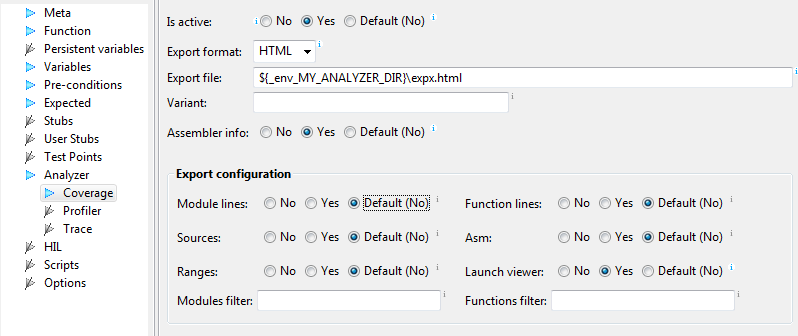 Meta
Function
Persistent variables
Variables
Pre-conditions
Expected
Stubs
User Stubs
Test Points
Analyzer
Coverage
Profiler
Trace
HIL
Scripts
Options
Is active: i No Yes Default (No) i
Export format: HTML i
Export file: ${_env_MY_ANALYZER_DIR}\expx.html i
Variant: i
Assembler info: No Yes Default (No) i
Export configuration
Module lines: No Yes Default (No) i Function lines: No Yes Default (No) i
Sources: No Yes Default (No) i Asm: No Yes Default (No) i
Ranges: No Yes Default (No) i Launch viewer: No Yes Default (No) i
Modules filter: i Functions filter: i